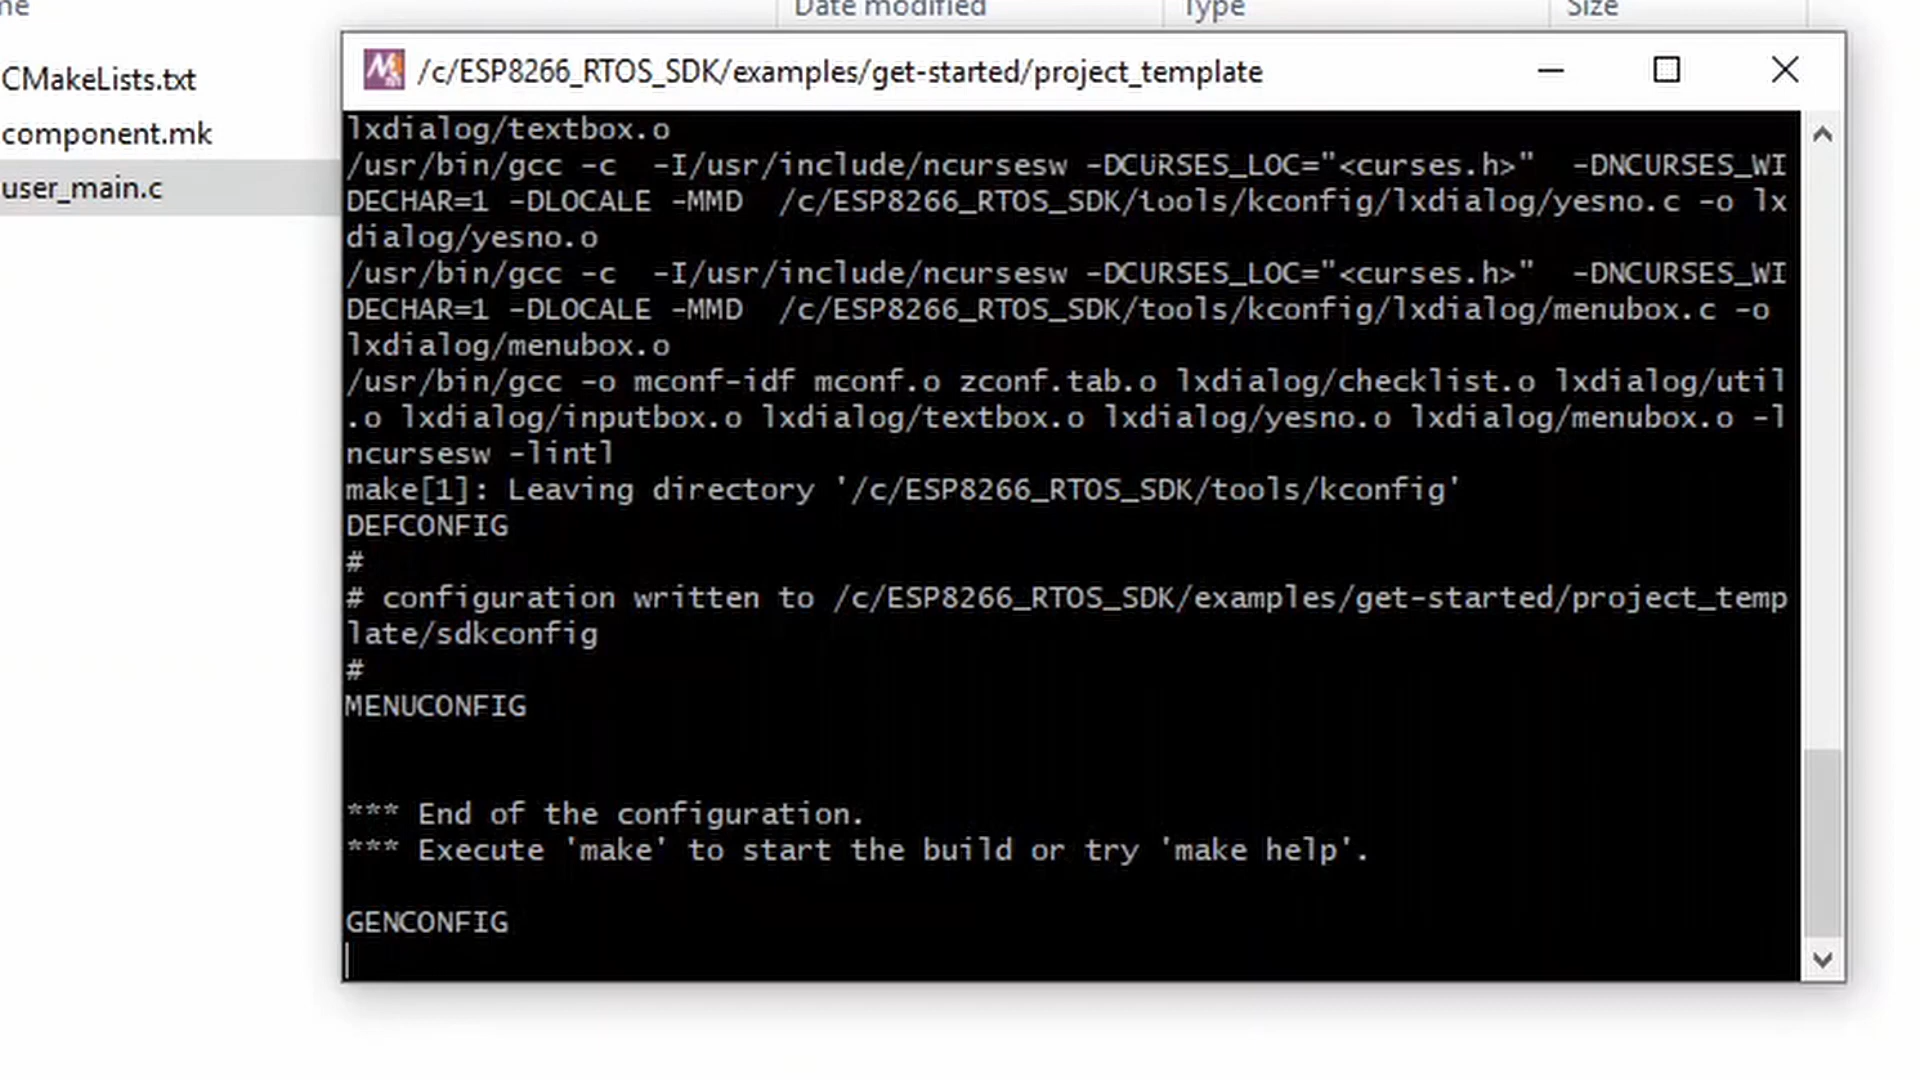 Date modified
Type
Size
CMakeLists.txt
component.mk
user_main.c
/c/ESP8266_RTOS_SDK/examples/get-started/project_template
lxdialog/textbox.o
/usr/bin/gcc -c  -I/usr/include/ncursesw -DCURSES_LOC="<curses.h>"  -DNCURSES_WI
DECHAR=1 -DLOCALE -MMD  /c/ESP8266_RTOS_SDK/tools/kconfig/lxdialog/yesno.c -o lx
dialog/yesno.o
/usr/bin/gcc -c  -I/usr/include/ncursesw -DCURSES_LOC="<curses.h>"  -DNCURSES_WI
DECHAR=1 -DLOCALE -MMD  /c/ESP8266_RTOS_SDK/tools/kconfig/lxdialog/menubox.c -o
lxdialog/menubox.o
/usr/bin/gcc -o mconf-idf mconf.o zconf.tab.o lxdialog/checklist.o lxdialog/util
.o lxdialog/inputbox.o lxdialog/textbox.o lxdialog/yesno.o lxdialog/menubox.o -l
ncursesw -lintl
make[1]: Leaving directory '/c/ESP8266_RTOS_SDK/tools/kconfig'
DEFCONFIG
#
# configuration written to /c/ESP8266_RTOS_SDK/examples/get-started/project_temp
late/sdkconfig
#
MENUCONFIG
*** End of the configuration.
*** Execute 'make' to start the build or try 'make help'.
GENCONFIG